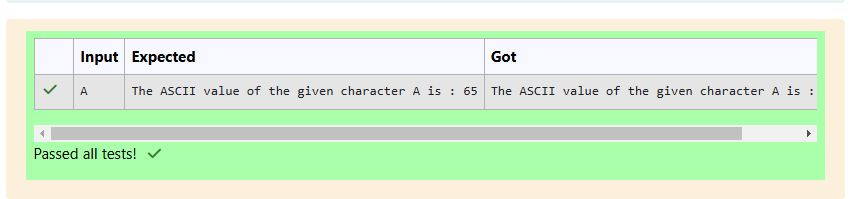 Input Expected Got
A The ASCII value of the given character A is : 65 The ASCII value of the given character A is :
Passed all tests!